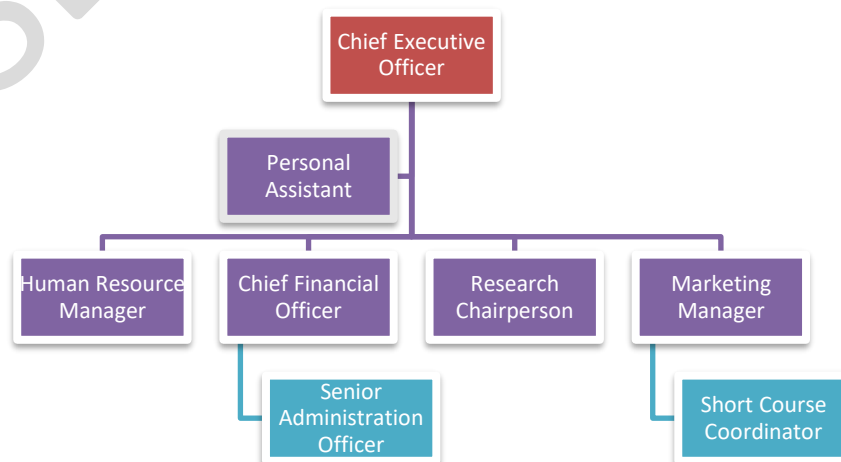 Chief Executive
Officer
Personal
Assistant
Human Resource
Manager
Chief Financial
Officer
Research
Chairperson
Marketing
Manager
Senior
Administration
Officer
Short Course
Coordinator